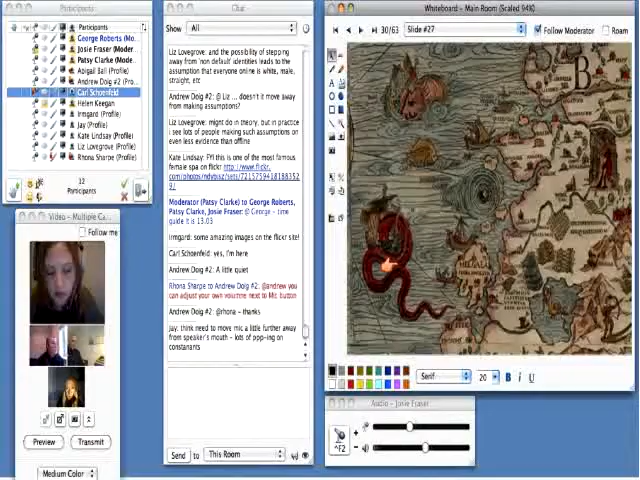 Participants
Participants
George Roberts (Mo...
Josie Fraser (Moder...
Patsy Clarke (Moder...
Abigail Ball (Profile)
Andrew Doig #2 (Pro...
Carl Schoenfeld
Helen Keegan
Irmgard (Profile)
Jay (Profile)
Kate Lindsay (Profile)
Liz Lovegrove (Profile)
Rhona Sharpe (Profile)
12
Participants
Video - Multiple Ca...
Follow me
Preview
Transmit
Medium Color
Chat
Show
All
Liz Lovegrove: and the possibility of stepping
away from 'non default' identities leads to the
assumption that everyone online is white, male,
straight, etc
Andrew Doig #2: @ Liz ... doesn't it move away
from making assumptions?
Liz Lovegrove: might do in theory, but in practice
i see lots of people making such assumptions on
even less evidence than offline
Kate Lindsay: FYI this is one of the most famous
female spa on flickr http://www.flickr.
Moderator (Patsy Clarke) to George Roberts,
Patsy Clarke, Josie Fraser: @ George - time
guide it is 13.03
Irmgard: some amazing images on the flickr site!
Carl Schoenfeld: yes, I'm here
Andrew Doig #2: A little quiet
Rhona Sharpe to Andrew Doig #2: @andrew you
can adjust your own volume next to Mic button
Andrew Doig #2: @rhona - thanks
Jay: think need to move mic a little further away
from speaker's mouth - lots of pop-ing on
constanants
Send
to
This Room
Whiteboard - Main Room (Scaled 94%)
30/63
Slide #27
Follow Moderator
Roam
B
Serif
20
B i U
Audio - Josie Fraser
^F2